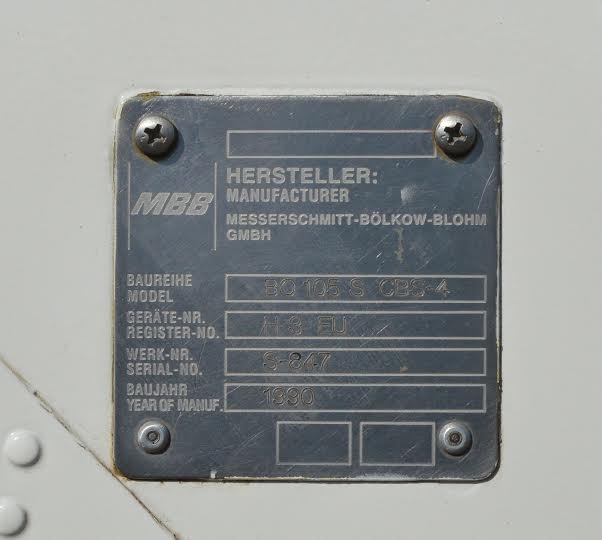 HERSTELLER:
MANUFACTURER
MBB
MESSERSCHMITT-BÖLKOW-BLOHM
GMBH
BAUREIHE
MODEL
BO 105 S CBS-4
GERÄTE-NR.
REGISTER-NO.
H 3 EU
WERK-NR.
SERIAL-NO.
S-847
BAUJAHR
YEAR OF MANUF.
1990